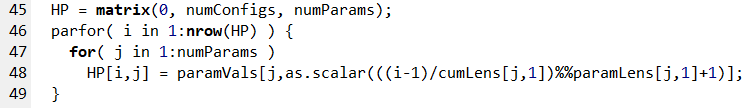 45 HP = matrix(0, numConfigs, numParams);
46 parfor( i in 1:nrow(HP) ) {
47   for( j in 1:numParams )
48     HP[i,j] = paramVals[j,as.scalar(((i-1)/cumLens[j,1])%%paramLens[j,1]+1)];
49 }